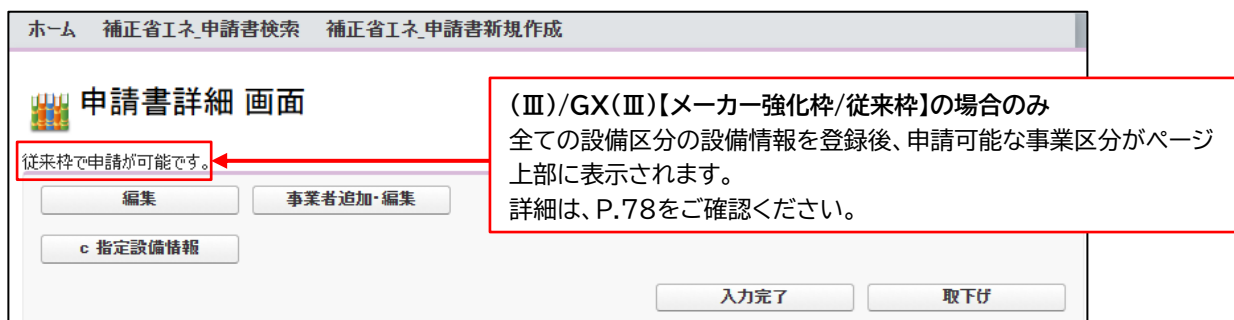 ホーム 補正省エネ_申請書検索 補正省エネ_申請書新規作成
申請書詳細 画面
従来枠で申請が可能です。
(Ⅲ)/GX(Ⅲ)【メーカー強化枠/従来枠】の場合のみ
全ての設備区分の設備情報を登録後、申請可能な事業区分がページ
上部に表示されます。
詳細は、P.78をご確認ください。
編集 事業者追加・編集
c 指定設備情報
入力完了 取下げ